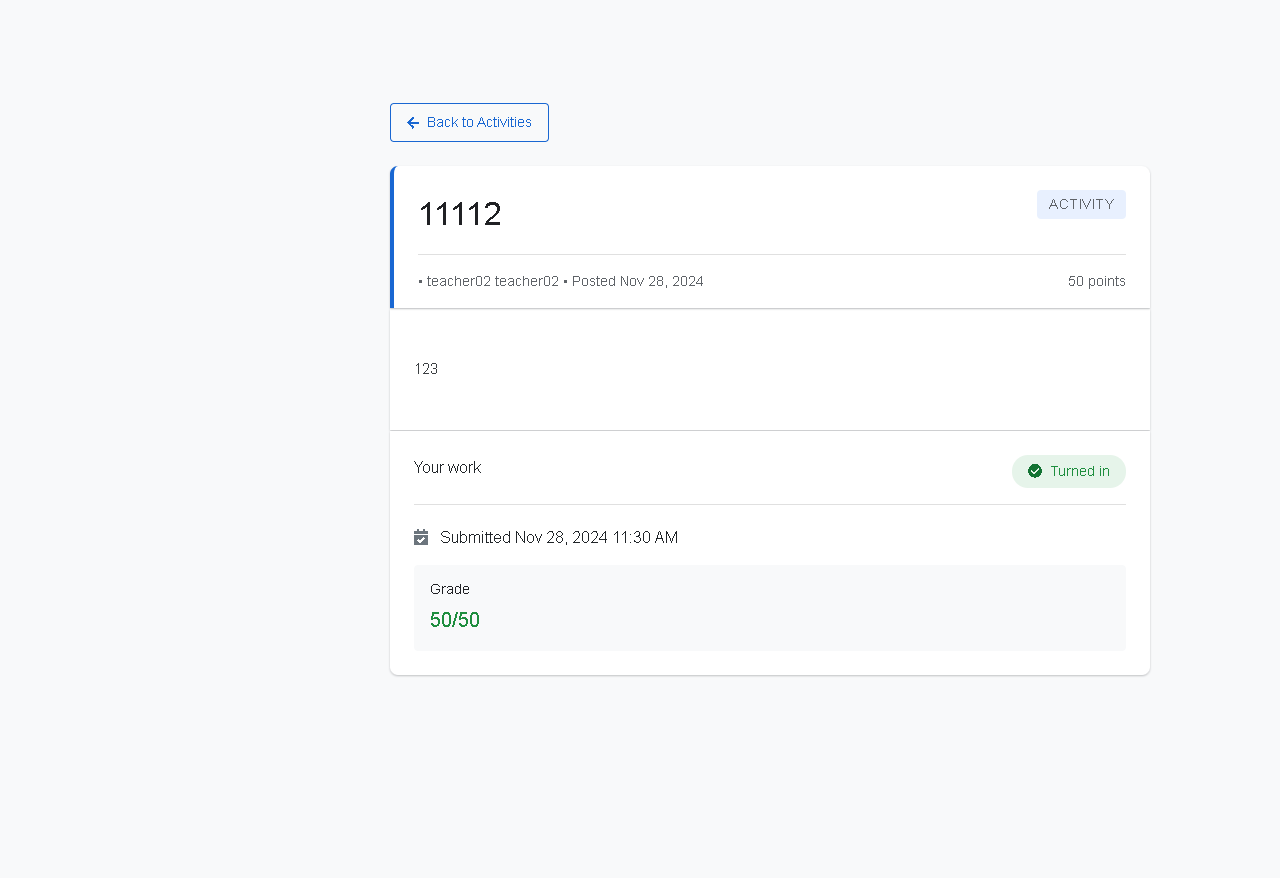 Back to Activities
11112
ACTIVITY
• teacher02 teacher02 • Posted Nov 28, 2024
50 points
123
Your work
Turned in
Submitted Nov 28, 2024 11:30 AM
Grade
50/50